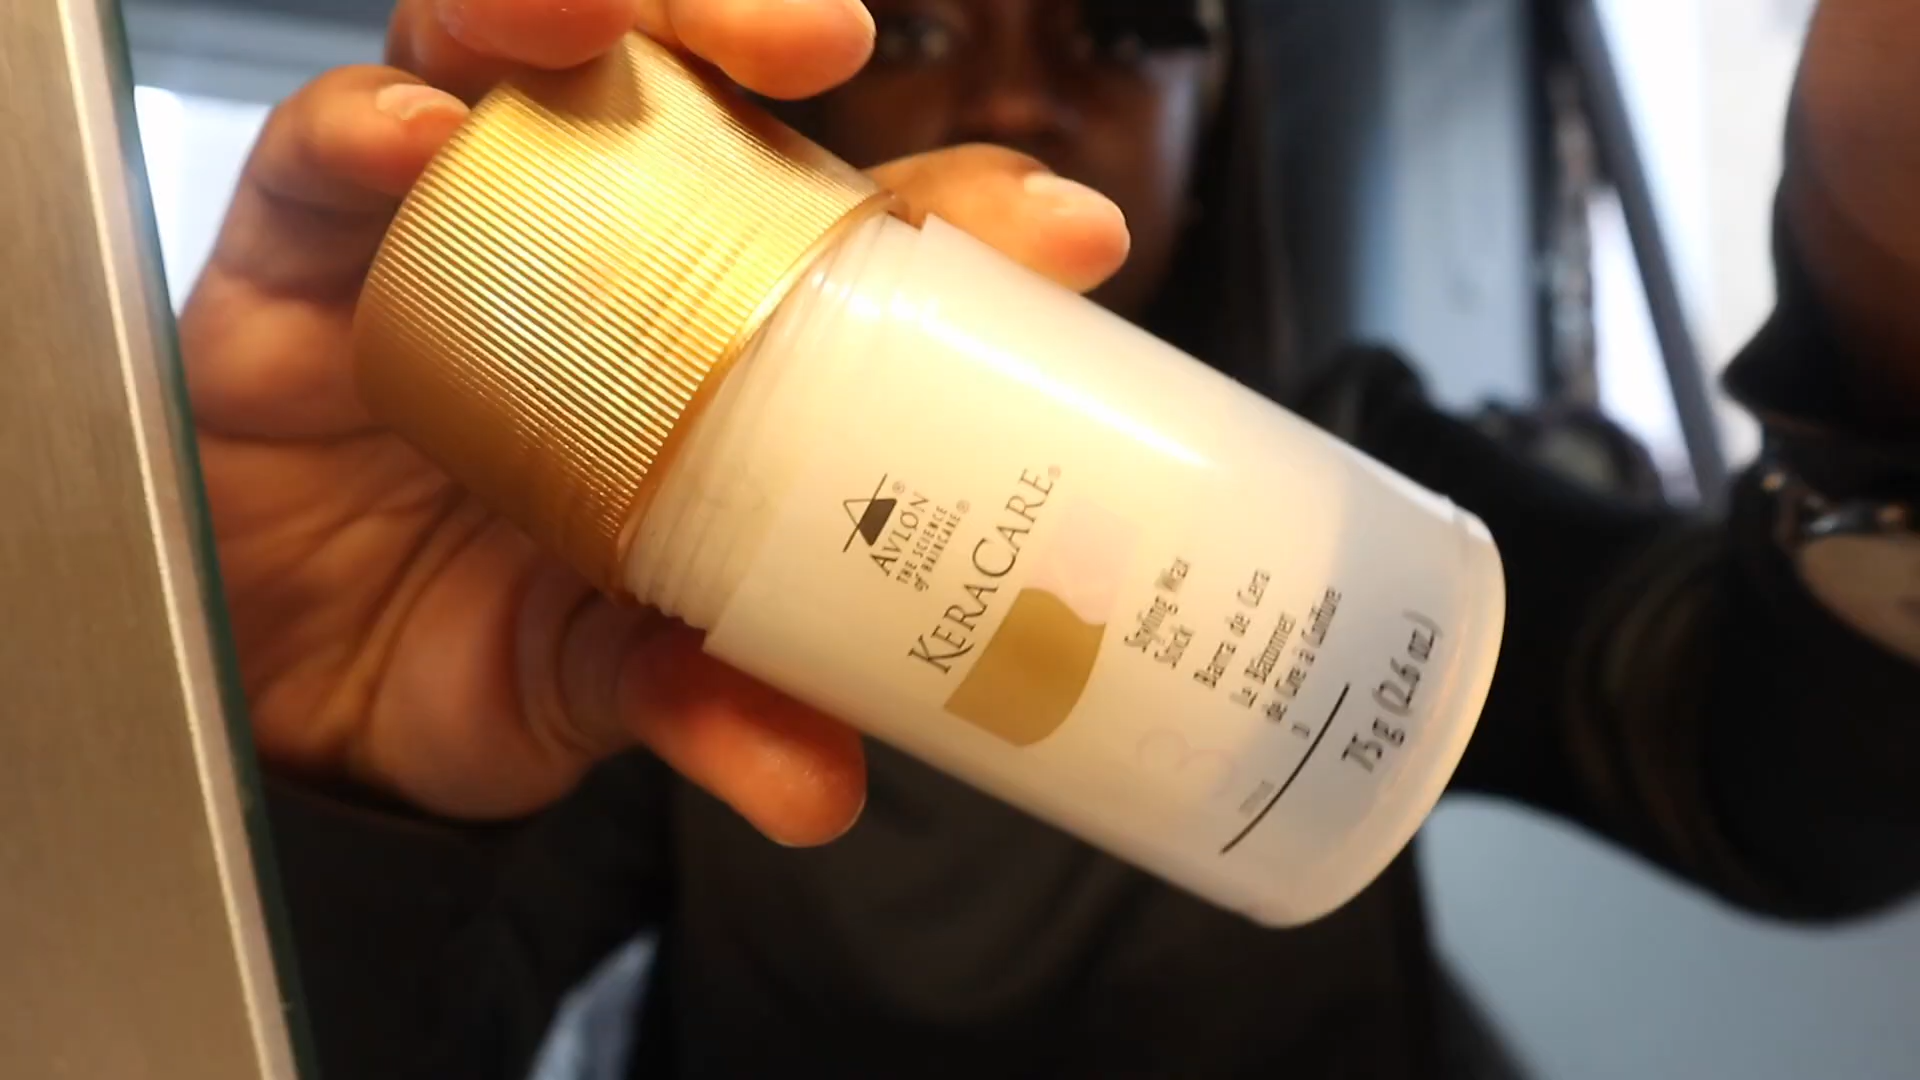 AVLON®
THE SCIENCE
of HAIRCARE®
KERACARE®
Styling Wax
Stick
Barra de Cera
Le Bâtonnet
de Cire à Coiffure
75 g (2.6 oz.)